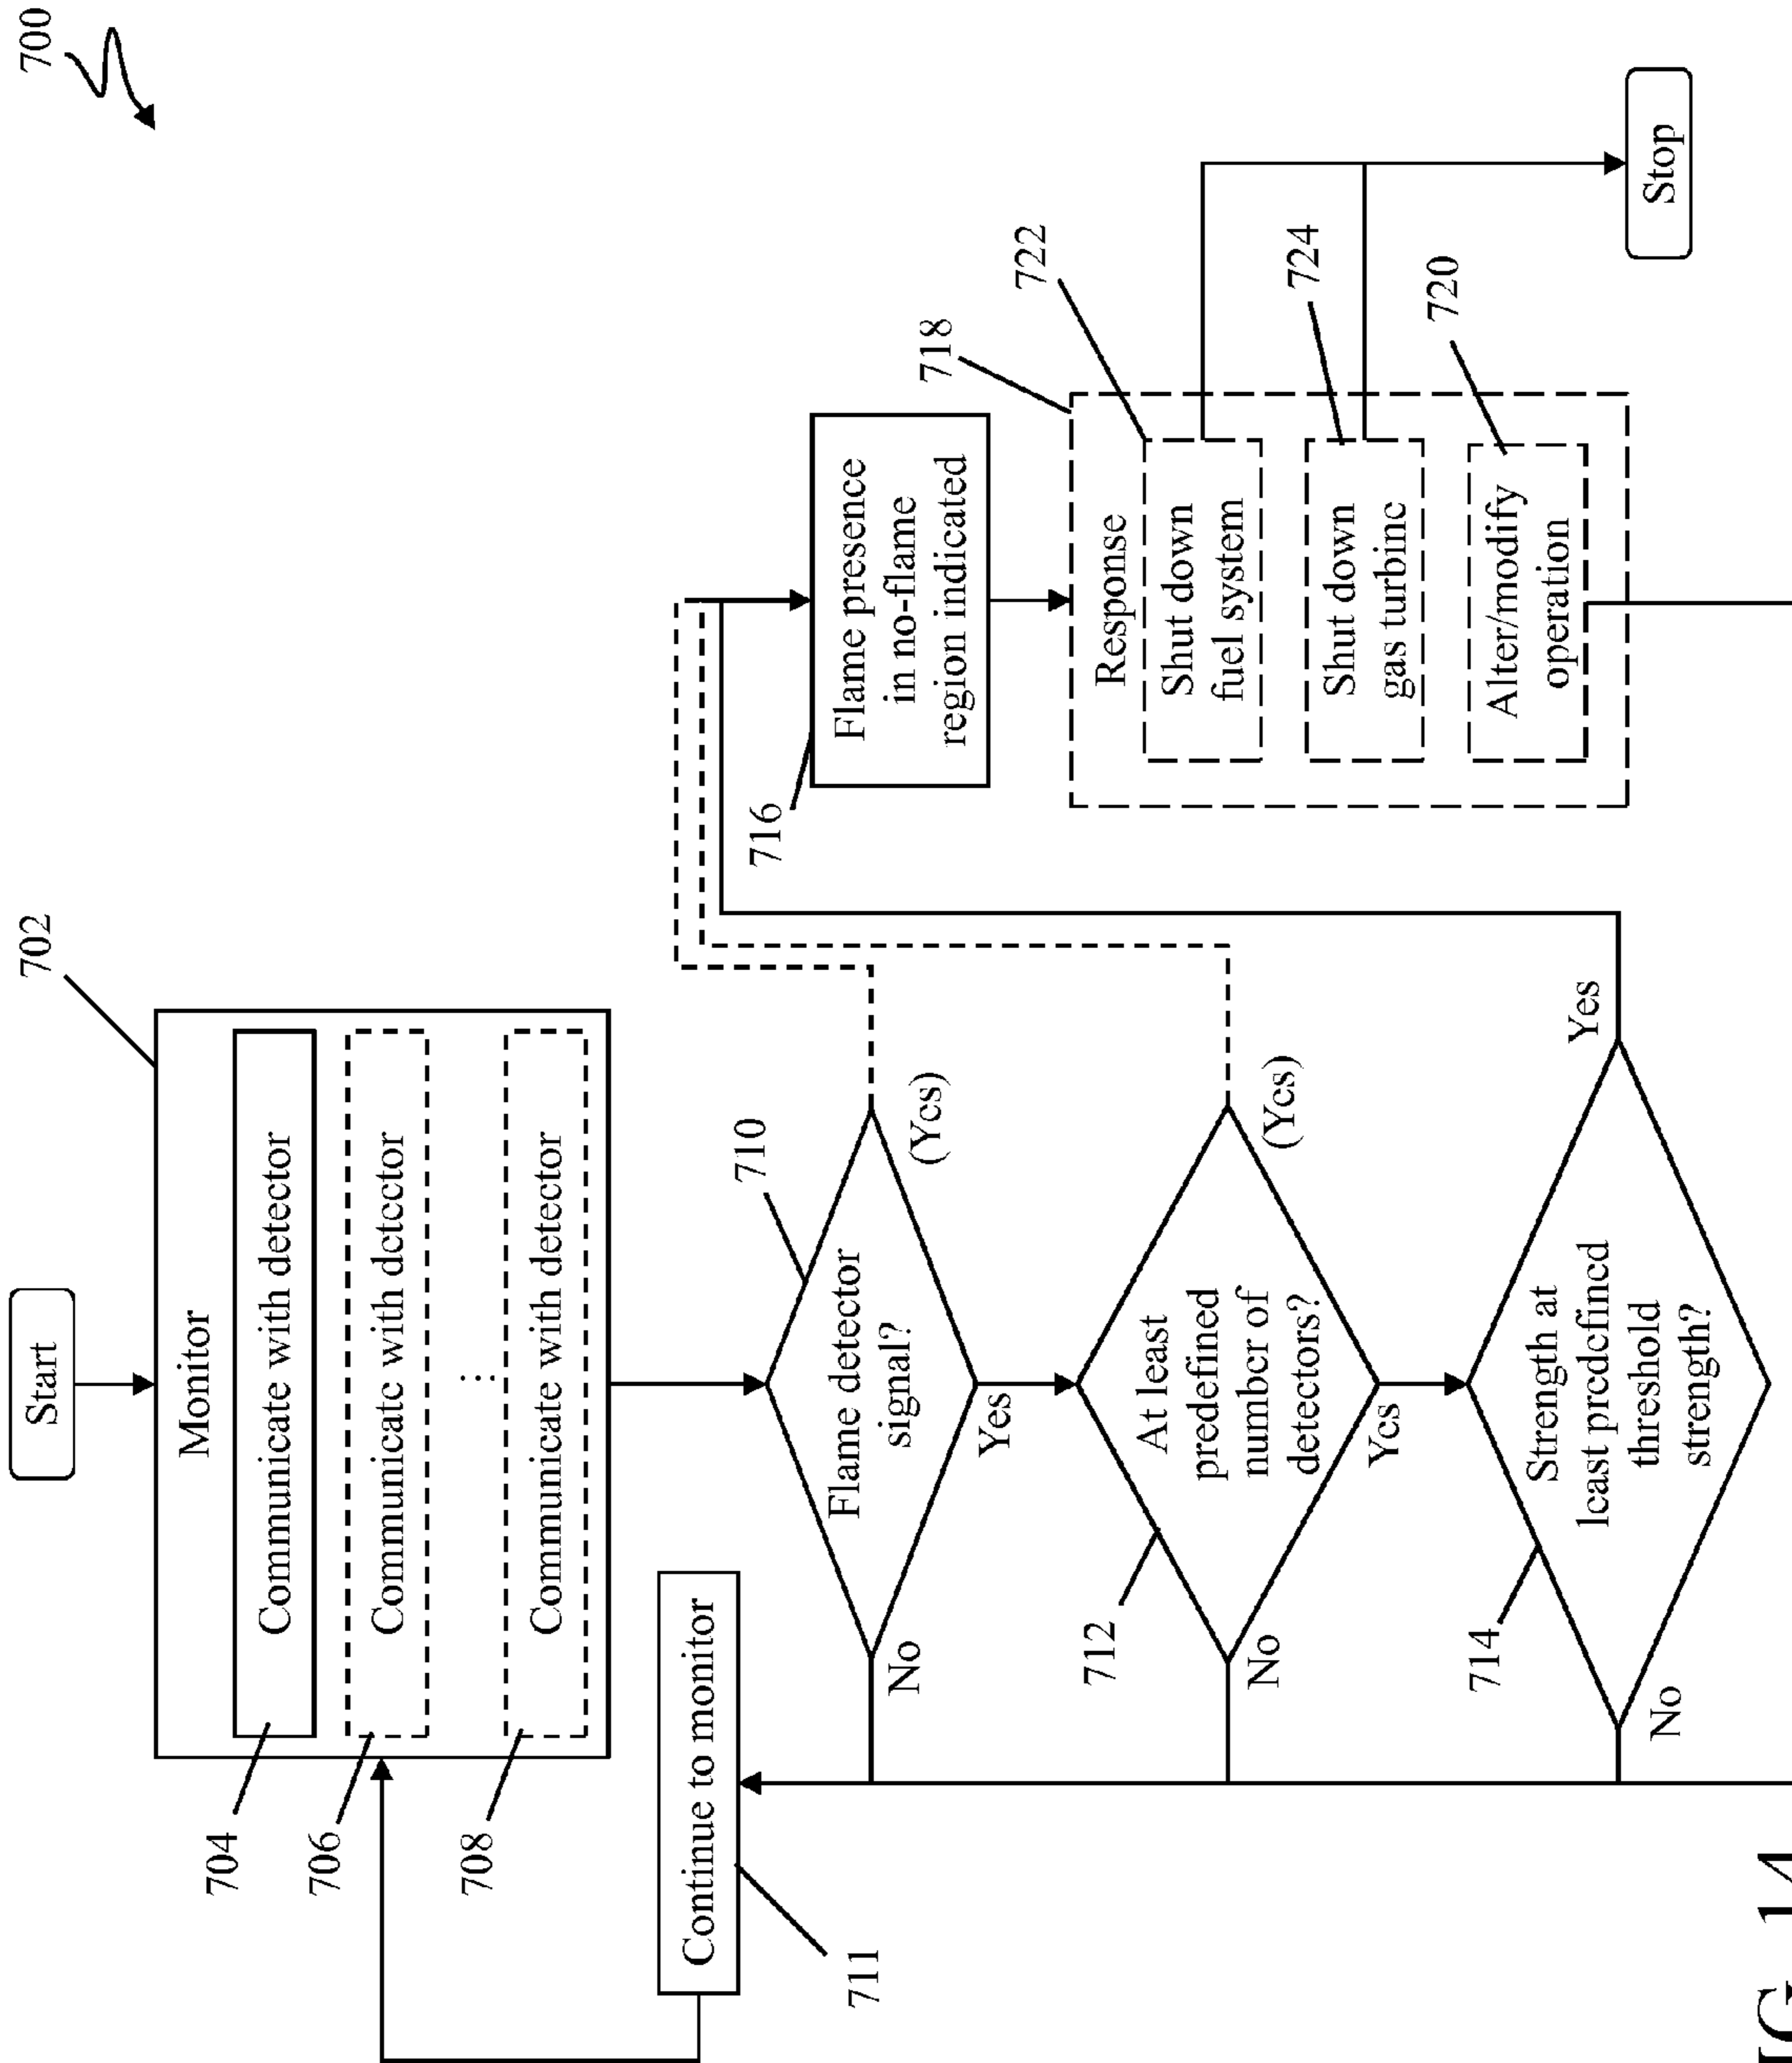 700
Start
702
Monitor
Communicate with detector
704
Communicate with detector
706
⋮
Communicate with detector
708
Continue to monitor
711
Flame detector
signal?
710
No
(Yes)
Yes
At least
predefined
number of
detectors?
712
No
(Yes)
Yes
Strength at
least predefined
threshold
strength?
714
No
Yes
Flame presence
in no-flame
region indicated
716
718
Response
Shut down
fuel system
722
Shut down
gas turbine
724
Alter/modify
operation
720
Stop
IG. 14